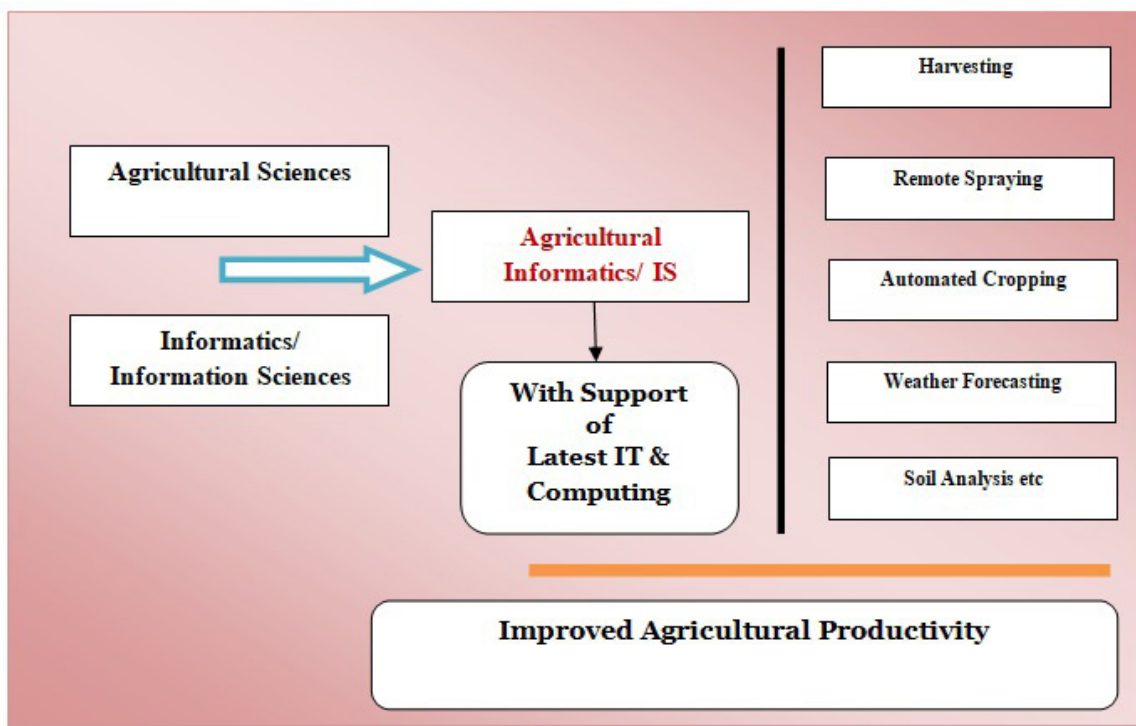 Agricultural Sciences
Informatics/
Information Sciences
Agricultural
Informatics/ IS
With Support
of
Latest IT &
Computing
Harvesting
Remote Spraying
Automated Cropping
Weather Forecasting
Soil Analysis etc
Improved Agricultural Productivity